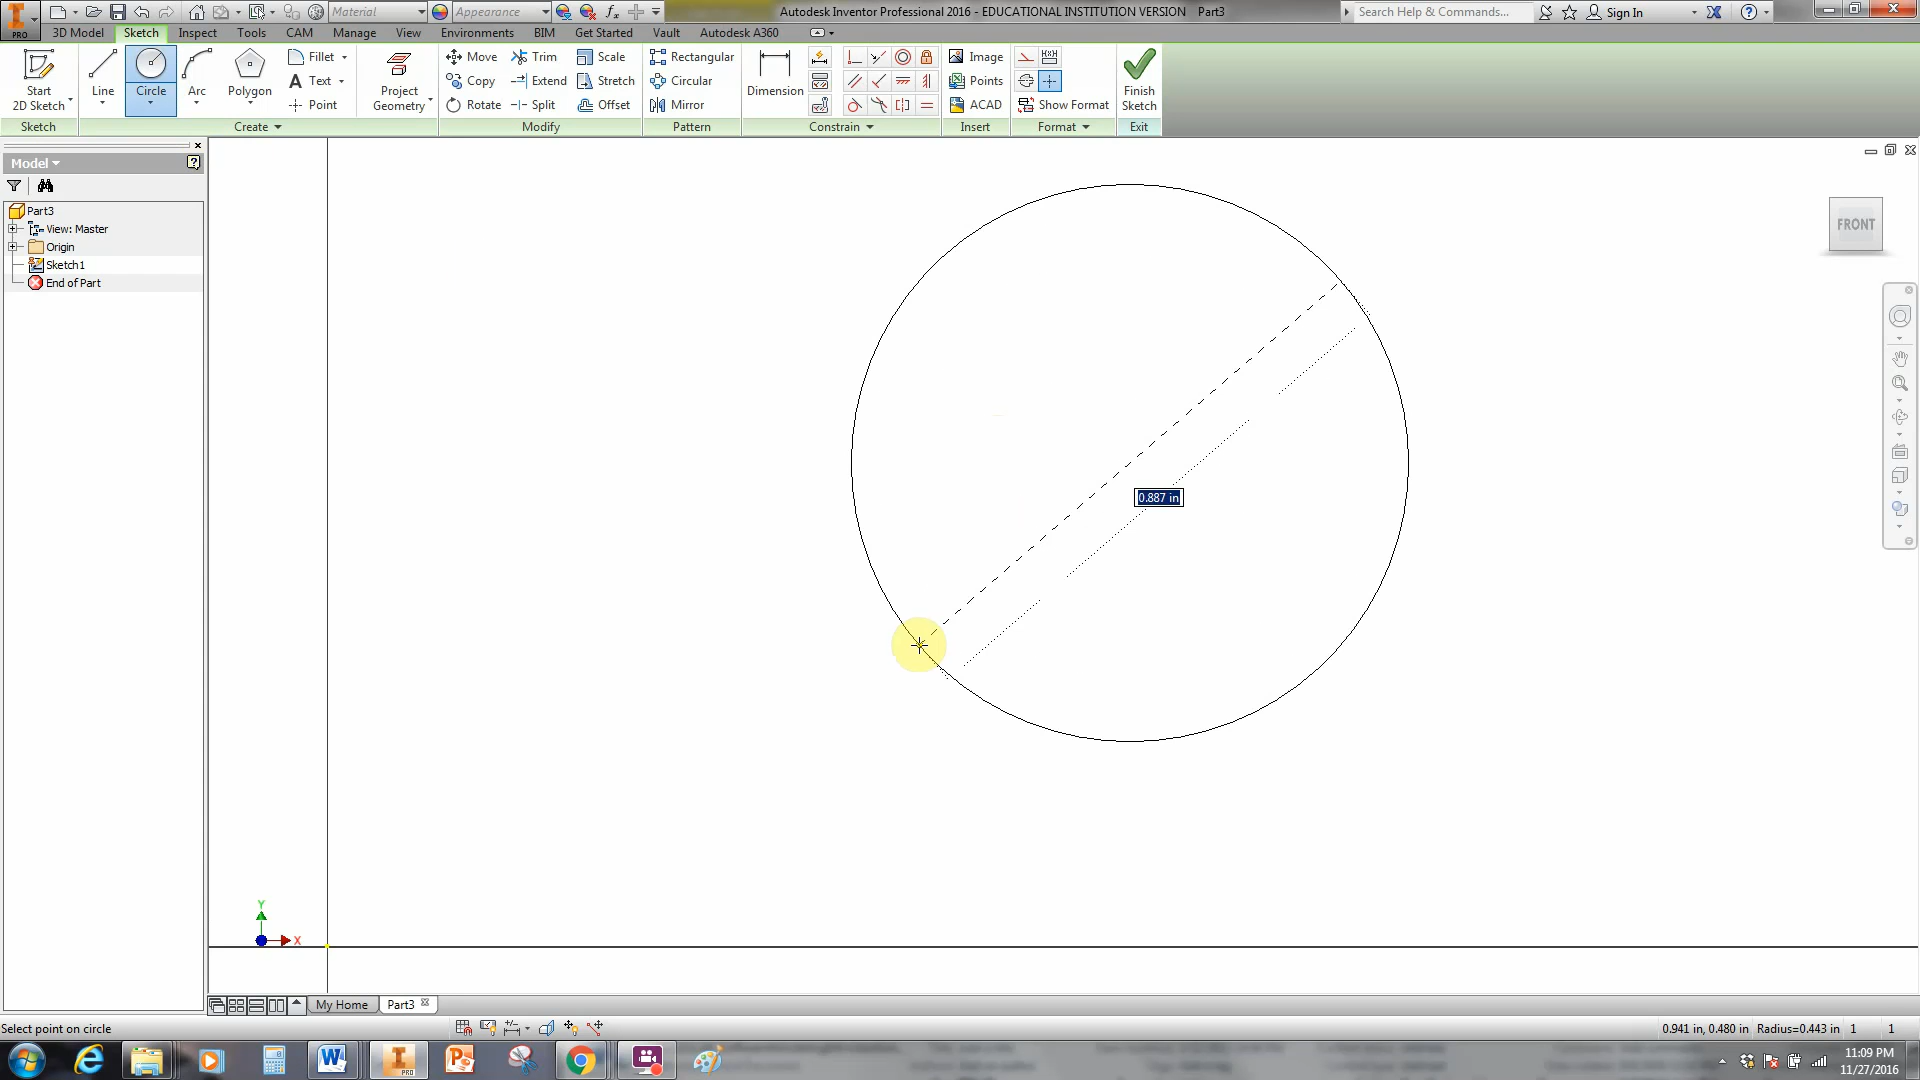 Material
Appearance
Autodesk Inventor Professional 2016 - EDUCATIONAL INSTITUTION VERSION Part3
Search Help & Commands...
Sign In
PRO
3D Model
Sketch
Inspect
Tools
CAM
Manage
View
Environments
BIM
Get Started
Vault
Autodesk A360
Start
2D Sketch
Line
Circle
Arc
Polygon
Fillet
Text
Point
Project
Geometry
Move
Copy
Rotate
Trim
Extend
Split
Scale
Stretch
Offset
Rectangular
Circular
Mirror
Dimension
Image
Points
ACAD
Show Format
Finish
Sketch
Sketch
Create
Modify
Pattern
Constrain
Insert
Format
Exit
Model
Part3
View: Master
Origin
Sketch1
End of Part
FRONT
0.887 in
Y
X
My Home
Part3
Select point on circle
0.941 in, 0.480 in Radius=0.443 in 1 1
PRO
11:09 PM
11/27/2016